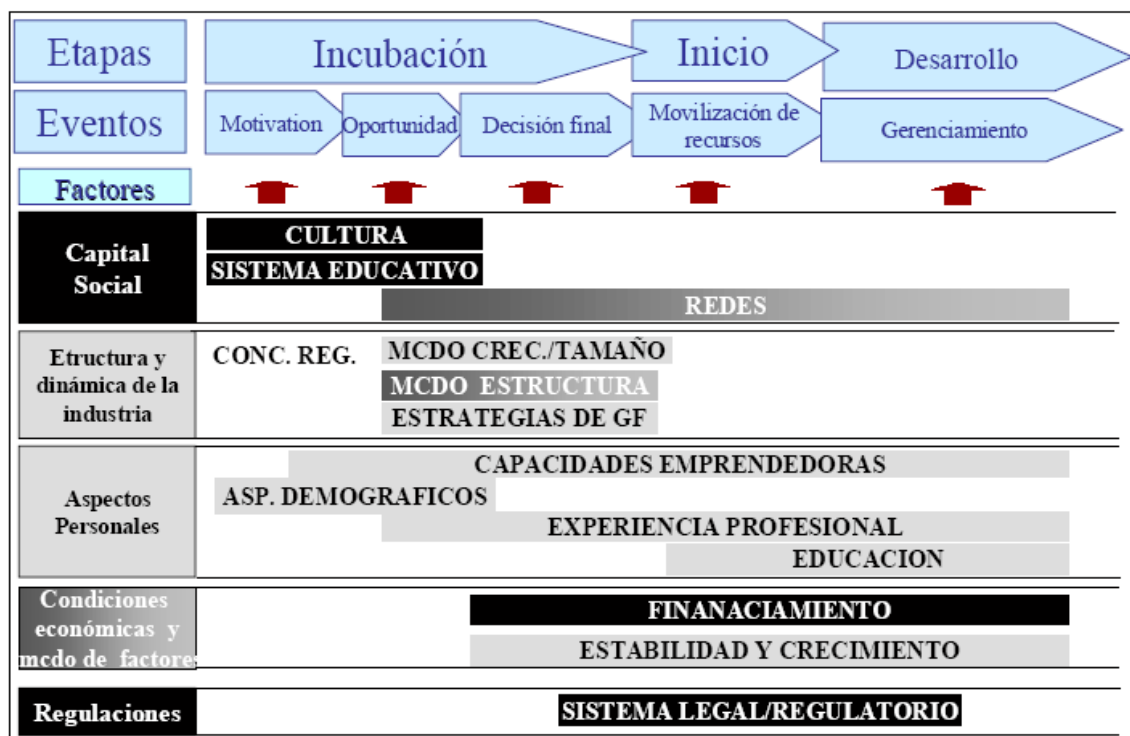 Etapas
Incubación
Inicio
Desarrollo
Eventos
Motivation
Oportunidad
Decisión final
Movilización de
recursos
Gerenciamiento
Factores
Capital
Social
CULTURA
SISTEMA EDUCATIVO
REDES
Etructura y
dinámica de la
industria
CONC. REG.
MCDO CREC./TAMAÑO
MCDO ESTRUCTURA
ESTRATEGIAS DE GF
Aspectos
Personales
CAPACIDADES EMPRENDEDORAS
ASP. DEMOGRAFICOS
EXPERIENCIA PROFESIONAL
EDUCACION
Condiciones
económicas y
mcdo de factores
FINANACIAMIENTO
ESTABILIDAD Y CRECIMIENTO
Regulaciones
SISTEMA LEGAL/REGULATORIO